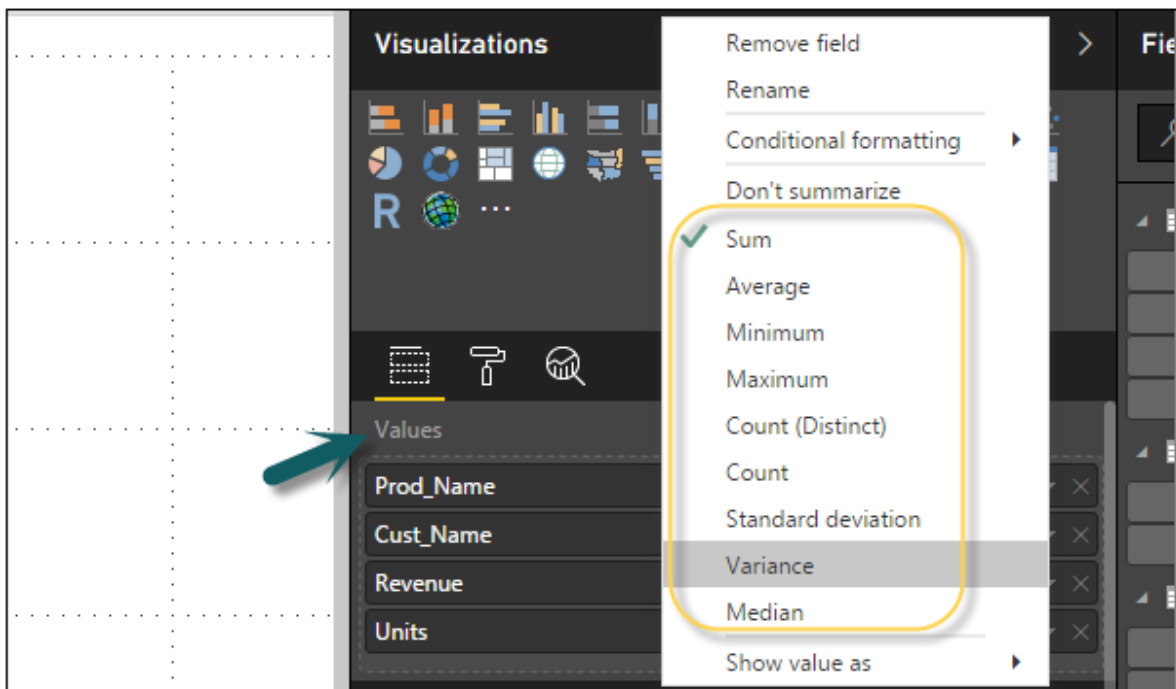 Visualizations
Values
Prod_Name
Cust_Name
Revenue
Units
Remove field
Rename
Conditional formatting
Don't summarize
Sum
Average
Minimum
Maximum
Count (Distinct)
Count
Standard deviation
Variance
Median
Show value as
Fie
R